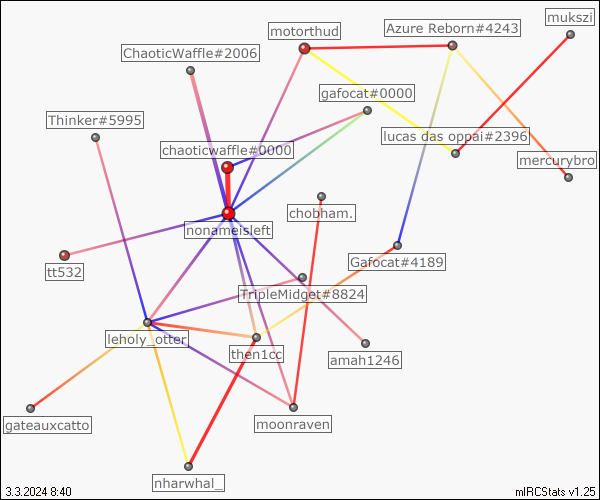 mukszi
motorthud
Azure Reborn#4243
ChaoticWaffle#2006
gafocat#0000
Thinker#5995
lucas das oppai#2396
chaoticwaffle#0000
mercurybro
chobham.
nonameisleft
Gafocat#4189
tt532
TripleMidget#8824
leholy_otter
then1cc
amah1246
gateauxcatto
moonraven
nharwhal_
3.3.2024 8:40
mIRCStats v1.25